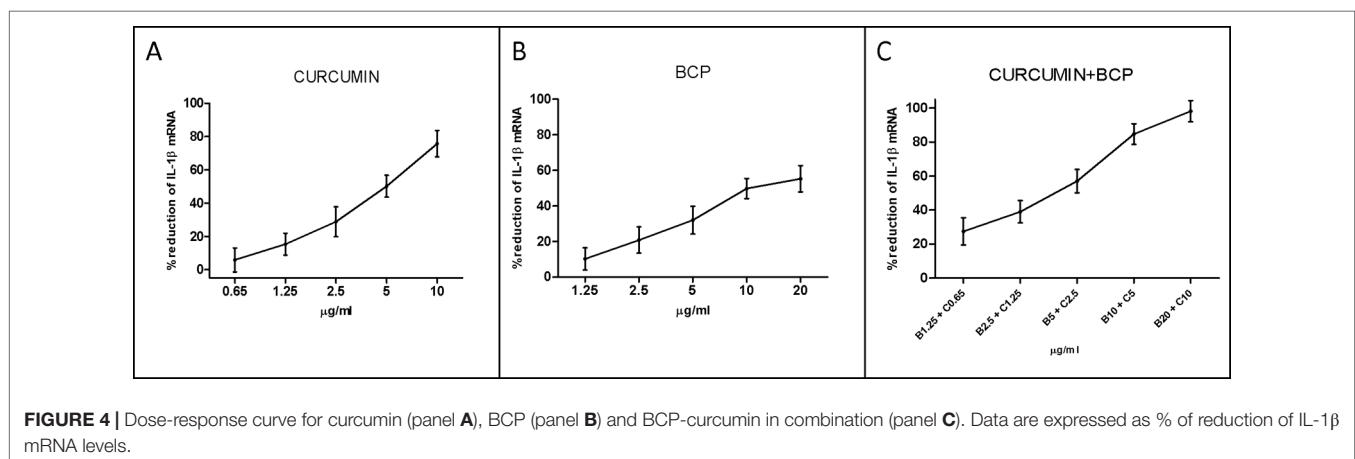 A
CURCUMIN
%reduction of IL-1β mRNA
100
80
60
40
20
0
0.65 1.25 2.5 5 10
μg/ml
B
BCP
%reduction of IL-1β mRNA
100
80
60
40
20
0
1.25 2.5 5 10 20
μg/ml
C
CURCUMIN+BCP
%reduction of IL-1β mRNA
100
80
60
40
20
0
B1.25 + C0.65
B2.5 + C1.25
B5 + C2.5
B10 + C5
B20 + C10
μg/ml
FIGURE 4 | Dose-response curve for curcumin (panel A), BCP (panel B) and BCP-curcumin in combination (panel C). Data are expressed as % of reduction of IL-1β
mRNA levels.